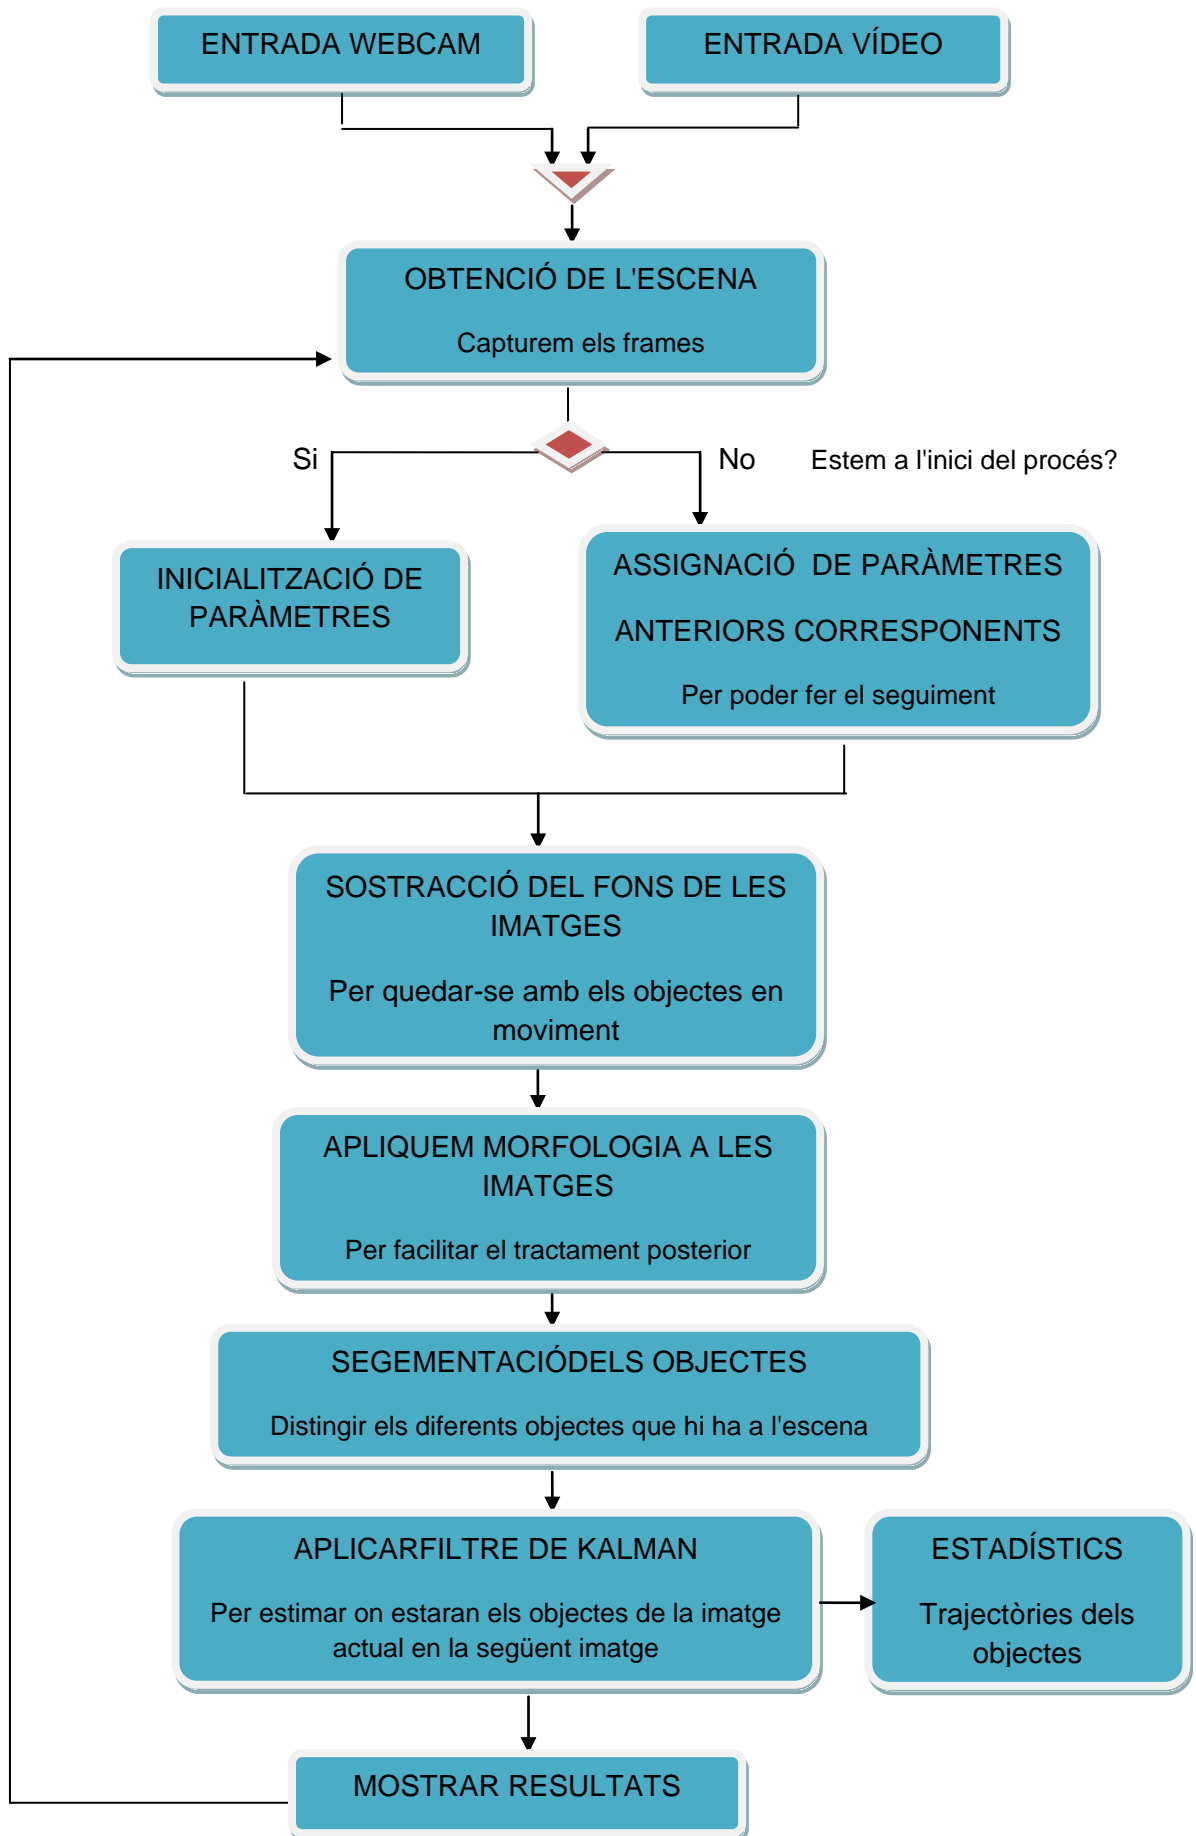 ENTRADA WEBCAM
ENTRADA VÍDEO
OBTENCIÓ DE L'ESCENA
Capturem els frames
Si
No
Estem a l'inici del procés?
INICIALITZACIÓ DE
PARÀMETRES
ASSIGNACIÓ  DE PARÀMETRES
ANTERIORS CORRESPONENTS
Per poder fer el seguiment
SOSTRACCIÓ DEL FONS DE LES
IMATGES
Per quedar-se amb els objectes en
moviment
APLIQUEM MORFOLOGIA A LES
IMATGES
Per facilitar el tractament posterior
SEGEMENTACIÓDELS OBJECTES
Distingir els diferents objectes que hi ha a l'escena
APLICARFILTRE DE KALMAN
Per estimar on estaran els objectes de la imatge
actual en la següent imatge
ESTADÍSTICS
Trajectòries dels
objectes
MOSTRAR RESULTATS